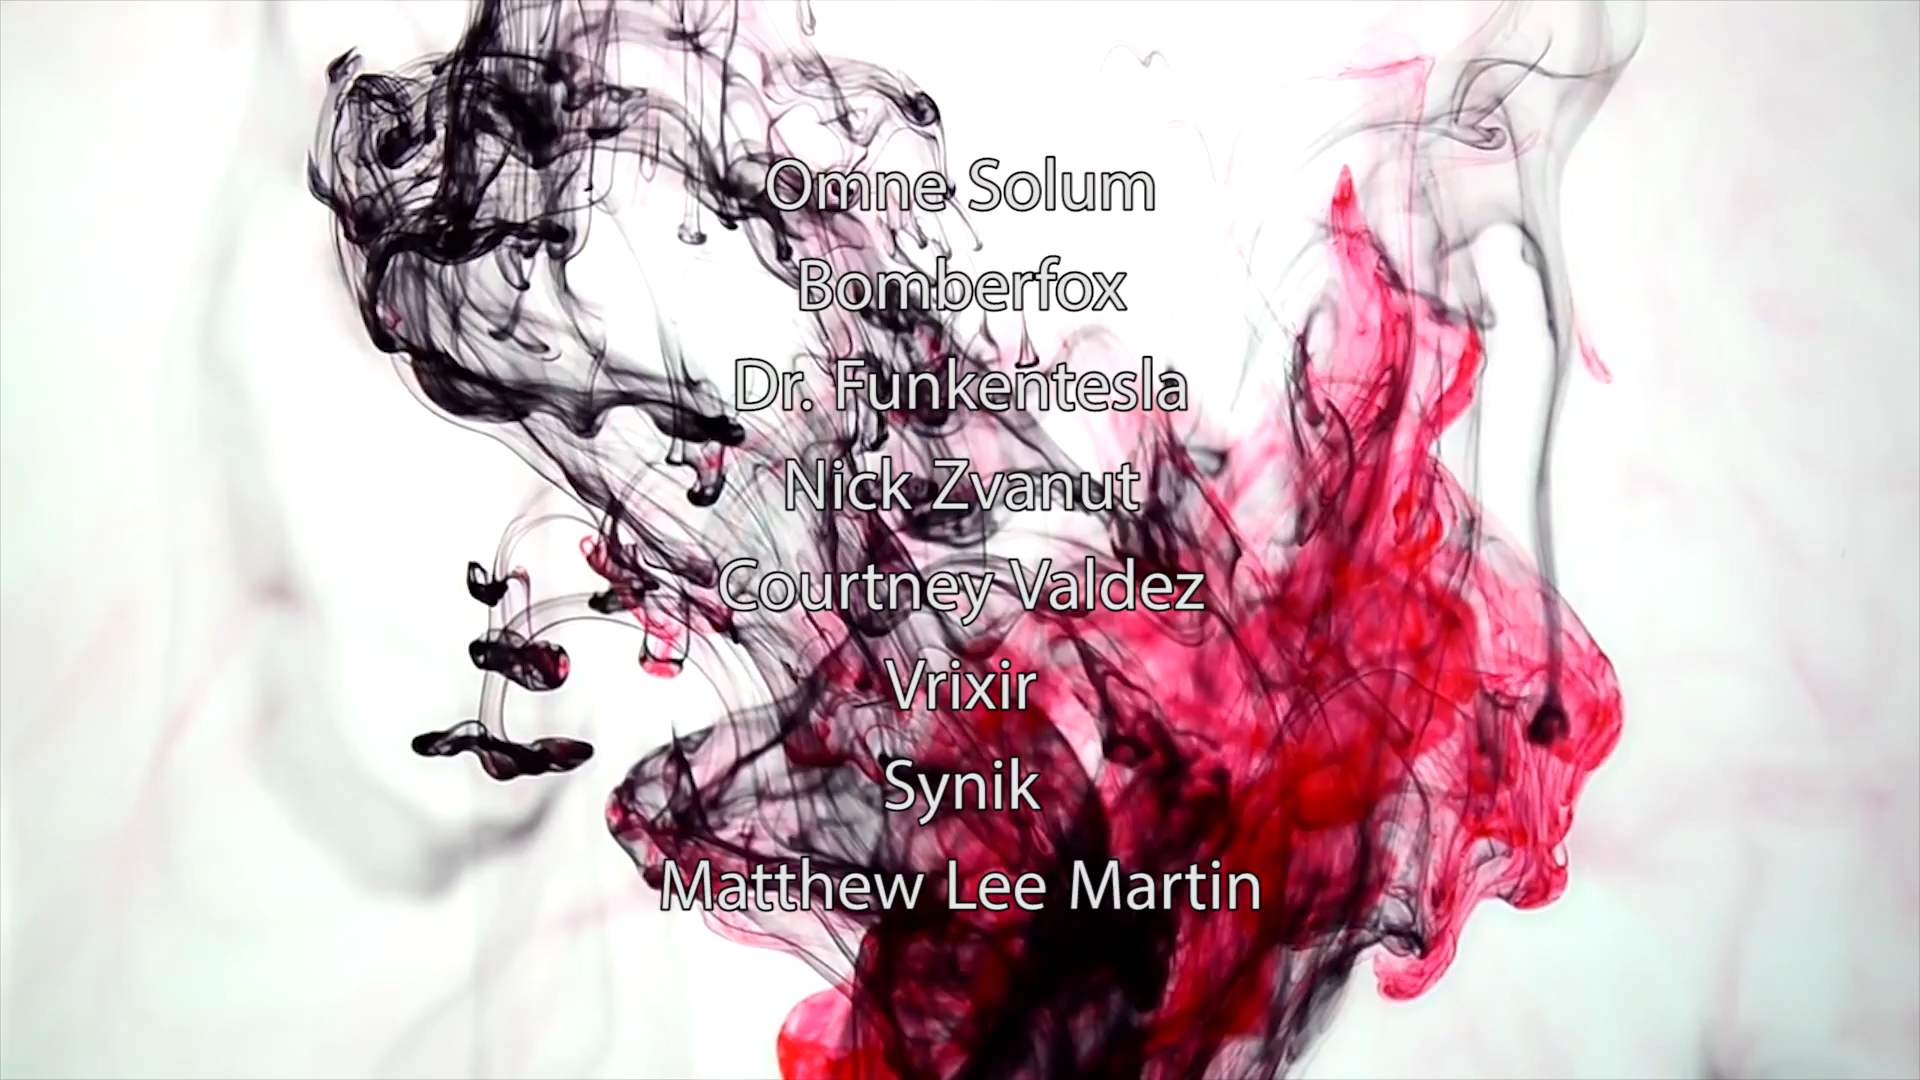 Omne Solum
Bomberfox
Dr. Funkentesla
Nick Zvanut
Courtney Valdez
Vrixir
Synik
Matthew Lee Martin